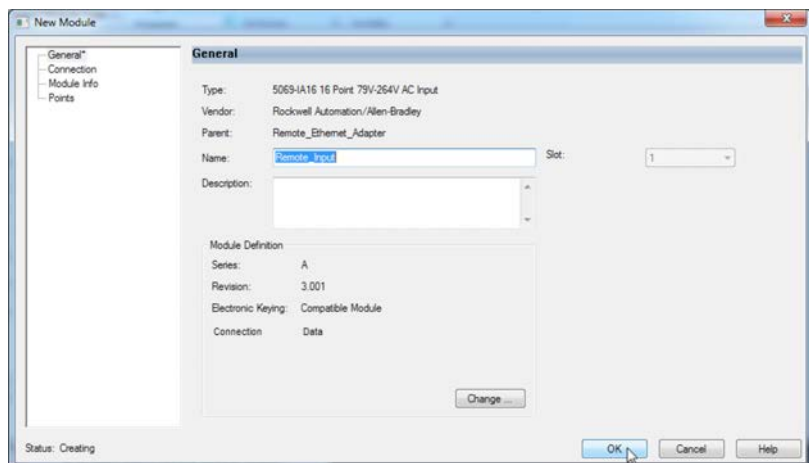 New Module
General*
Connection
Module Info
Points
General
Type: 5069-IA16 16 Point 79V-264V AC Input
Vendor: Rockwell Automation/Allen-Bradley
Parent: Remote_Ethernet_Adapter
Name: Remote_Input Slot: 1
Description:
Module Definition
Series: A
Revision: 3.001
Electronic Keying: Compatible Module
Connection Data
Change ...
Status: Creating OK Cancel Help